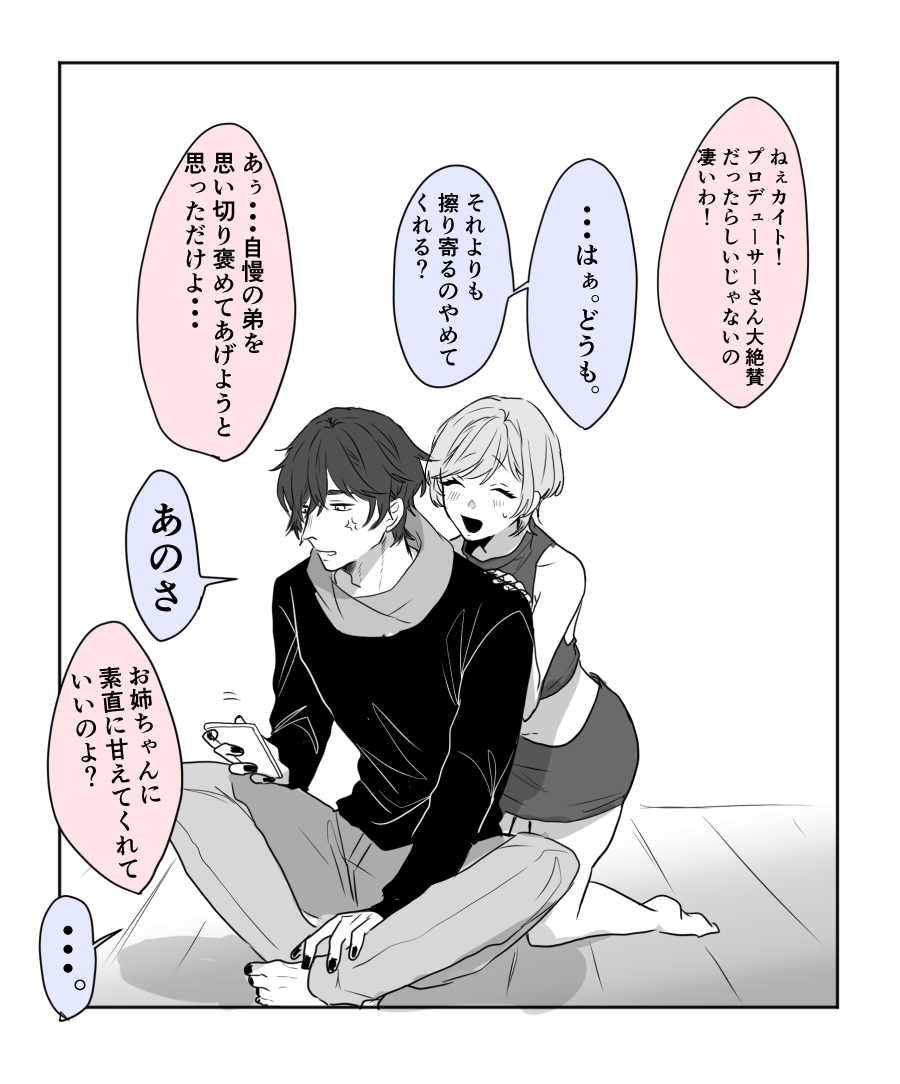 ねぇカイト！
プロデューサーさん大絶賛
だったらしいじゃないの
凄いわ！
・・・はぁ。どうも。
それよりも
擦り寄るのやめて
くれる？
あぅ・・・自慢の弟を
思い切り褒めてあげようと
思っただけよ・・・
あのさ
お姉ちゃんに
素直に甘えてくれて
いいのよ？
・・・。